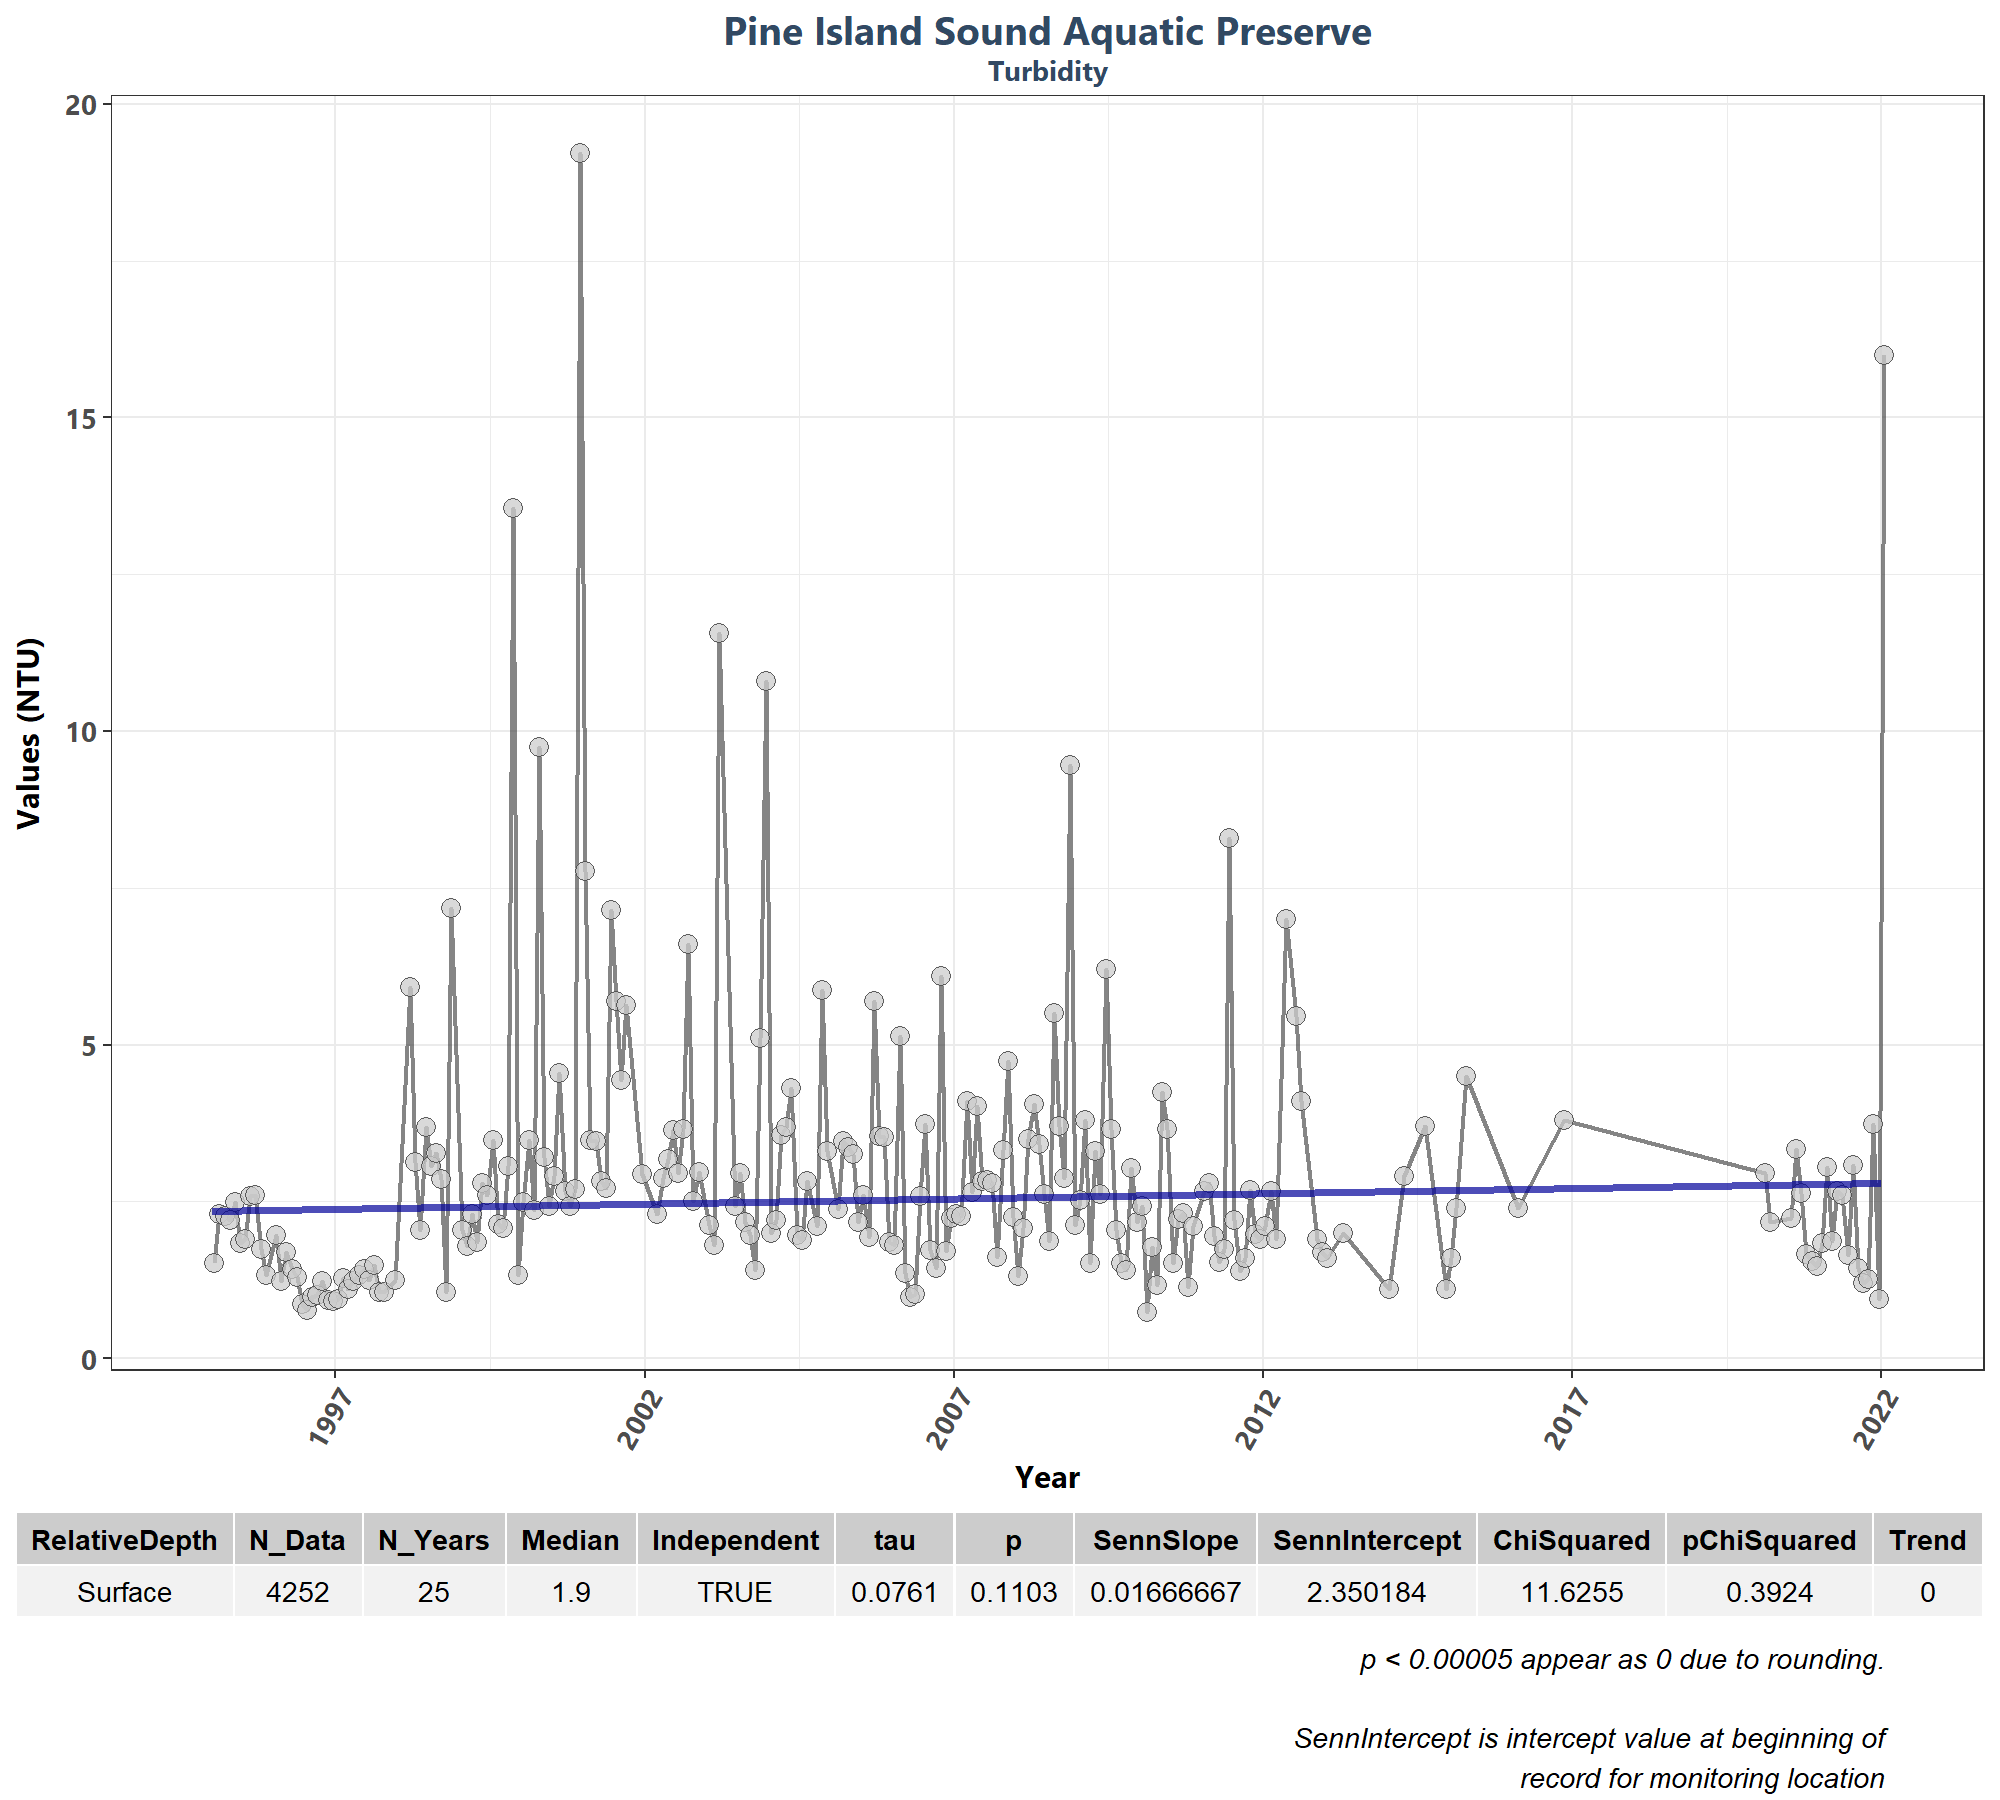 Pine Island Sound Aquatic Preserve
Turbidity
20
15
10
5
0
Values (NTU)
1997 2002 2007 2012 2017 2022
Year
RelativeDepth N_Data N_Years Median Independent tau p SennSlope SennIntercept ChiSquared pChiSquared Trend
Surface 4252 25 1.9 TRUE 0.0761 0.1103 0.01666667 2.350184 11.6255 0.3924 0
p < 0.00005 appear as 0 due to rounding.
SennIntercept is intercept value at beginning of
record for monitoring location